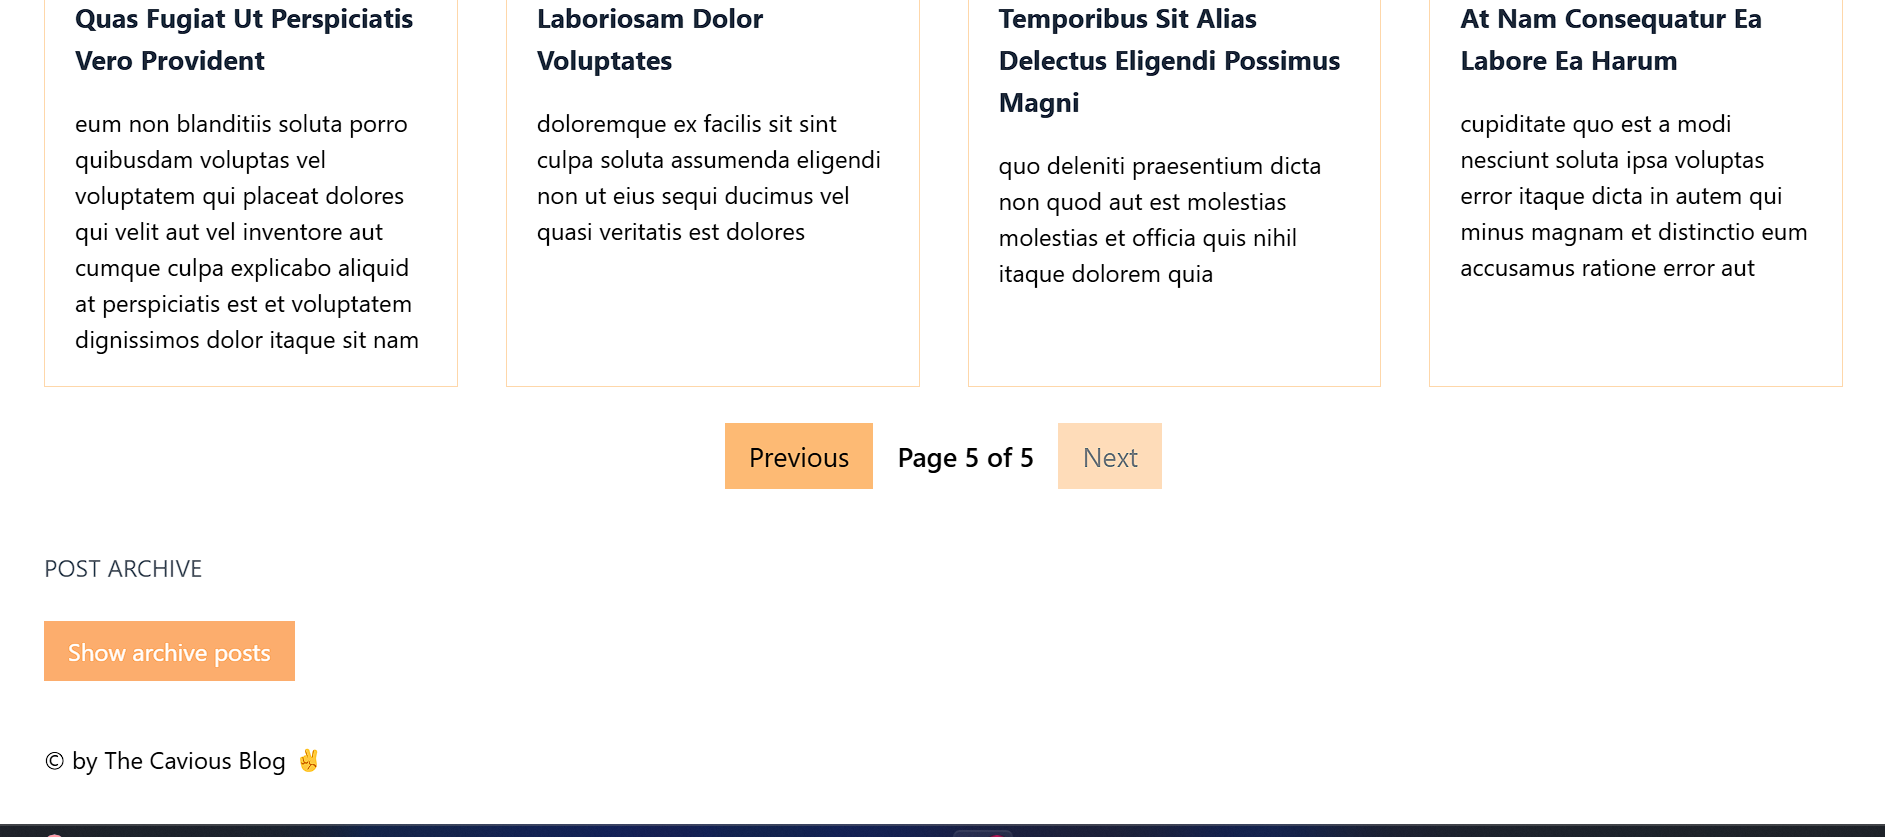 Quas Fugiat Ut Perspiciatis
Vero Provident
eum non blanditiis soluta porro
quibusdam voluptas vel
voluptatem qui placeat dolores
qui velit aut vel inventore aut
cumque culpa explicabo aliquid
at perspiciatis est et voluptatem
dignissimos dolor itaque sit nam
Laboriosam Dolor
Voluptates
doloremque ex facilis sit sint
culpa soluta assumenda eligendi
non ut eius sequi ducimus vel
quasi veritatis est dolores
Temporibus Sit Alias
Delectus Eligendi Possimus
Magni
quo deleniti praesentium dicta
non quod aut est molestias
molestias et officia quis nihil
itaque dolorem quia
At Nam Consequatur Ea
Labore Ea Harum
cupiditate quo est a modi
nesciunt soluta ipsa voluptas
error itaque dicta in autem qui
minus magnam et distinctio eum
accusamus ratione error aut
Previous Page 5 of 5 Next
POST ARCHIVE
Show archive posts
© by The Cavious Blog ✌️